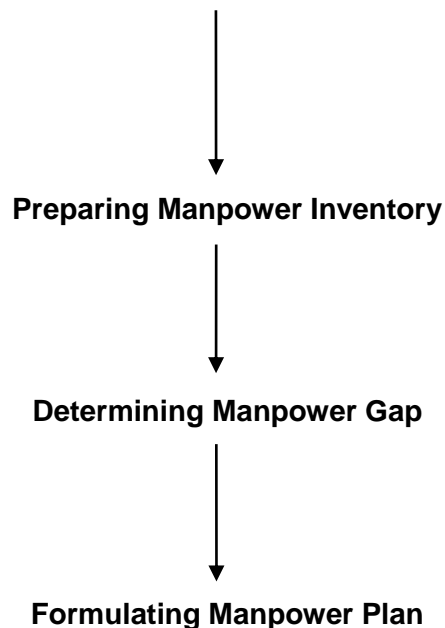 Preparing Manpower Inventory
Determining Manpower Gap
Formulating Manpower Plan